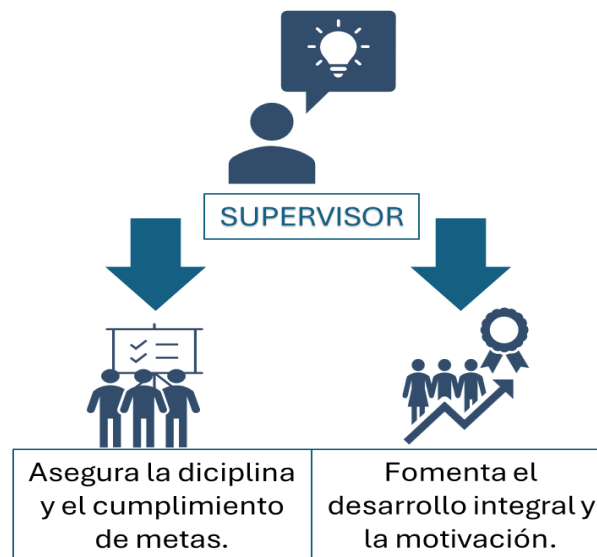 SUPERVISOR
Asegura la diciplina
y el cumplimiento
de metas.
Fomenta el
desarrollo integral y
la motivación.